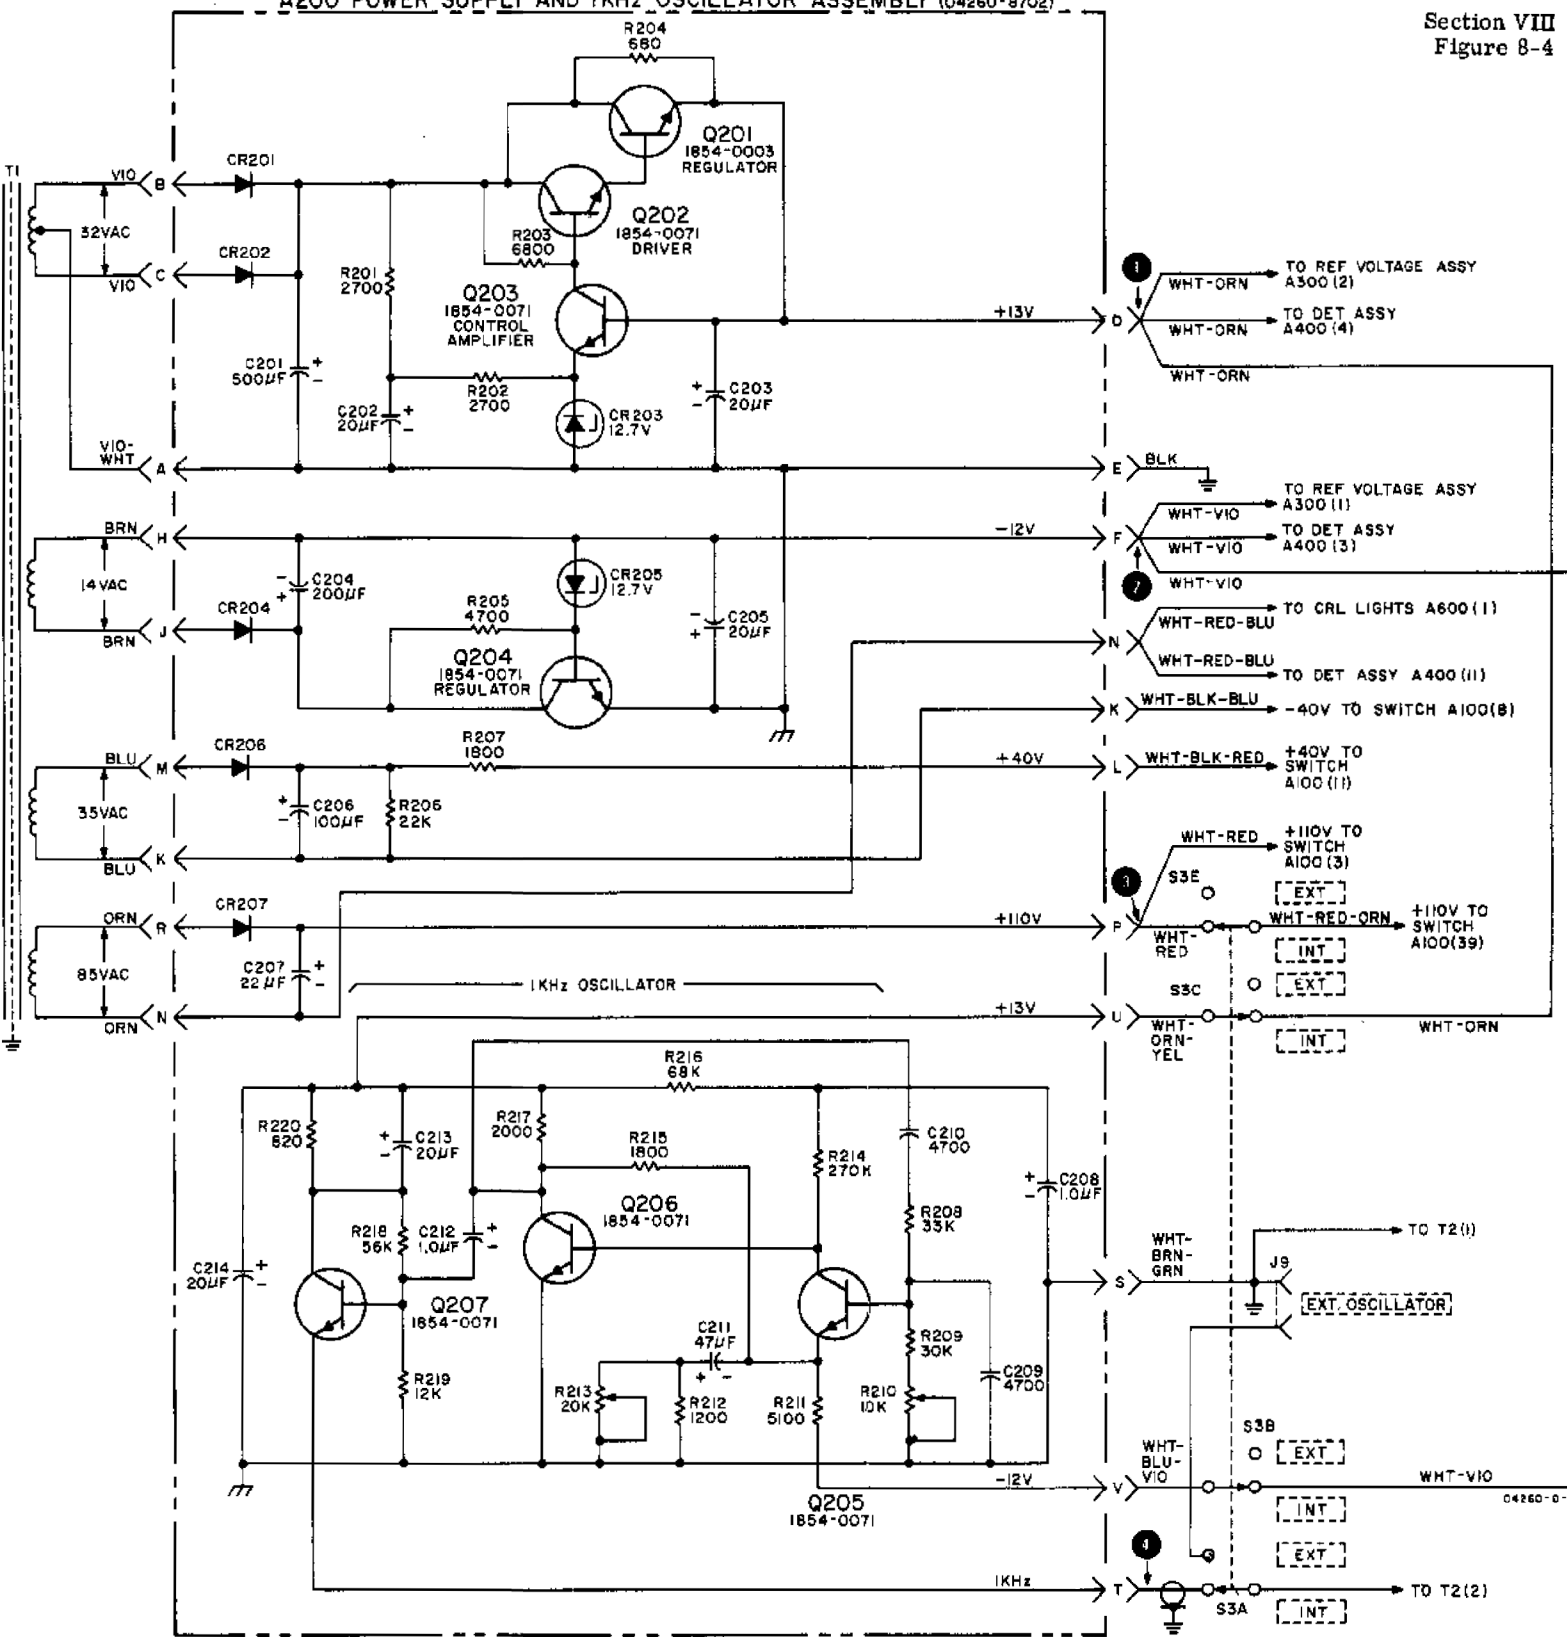 A200 POWER SUPPLY AND 1KHz OSCILLATOR ASSEMBLY (04260-8702)
Section VIII
Figure 8-4
R204
680
Q201
1854-0003
REGULATOR
T1
VIO
B
CR201
32VAC
VIO
C
CR202
R203
6800
Q202
1854-0071
DRIVER
R201
2700
Q203
1854-0071
CONTROL
AMPLIFIER
+13V
D
1
WHT-ORN
TO REF VOLTAGE ASSY
A300(2)
WHT-ORN
TO DET ASSY
A400(4)
WHT-ORN
C201
500µF
+
-
R202
2700
C202
20µF
+
-
CR203
12.7V
+
-
C203
20µF
VIO-
WHT
A
E
BLK
BRN
H
-12V
F
WHT-VIO
TO REF VOLTAGE ASSY
A300(1)
WHT-VIO
TO DET ASSY
A400(3)
WHT-VIO
2
14VAC
-
+
C204
200µF
CR205
12.7V
-
+
C205
20µF
BRN
J
CR204
R205
4700
Q204
1854-0071
REGULATOR
N
WHT-RED-BLU
TO CRL LIGHTS A600(1)
WHT-RED-BLU
TO DET ASSY A400(11)
K
WHT-BLK-BLU
-40V TO SWITCH A100(8)
BLU
M
CR206
R207
1800
+40V
L
WHT-BLK-RED
+40V TO
SWITCH
A100(11)
35VAC
+
-
C206
100µF
R206
22K
BLU
K
WHT-RED
+110V TO
SWITCH
A100(3)
3
S3E
EXT
ORN
R
CR207
+110V
P
WHT-
RED
WHT-RED-ORN
+110V TO
SWITCH
A100(39)
INT
85VAC
C207
22µF
+
-
1KHz OSCILLATOR
S3C
EXT
ORN
N
+13V
U
WHT-
ORN-
YEL
INT
WHT-ORN
R216
68K
R220
820
+
-
C213
20µF
R217
2000
R215
1800
R214
270K
C210
4700
+
-
C208
1.0µF
Q206
1854-0071
R218
56K
C212
1.0µF
+
-
R208
33K
C214
20µF
+
-
Q207
1854-0071
WHT-
BRN-
GRN
S
TO T2(1)
J9
EXT. OSCILLATOR
C211
47µF
+
-
R209
30K
R219
12K
R213
20K
R212
1200
R211
5100
R210
10K
C209
4700
WHT-
BLU-
VIO
S3B
EXT
-12V
V
WHT-VIO
Q205
1854-0071
INT
04260-D-
4
EXT
1KHz
T
S3A
INT
TO T2(2)